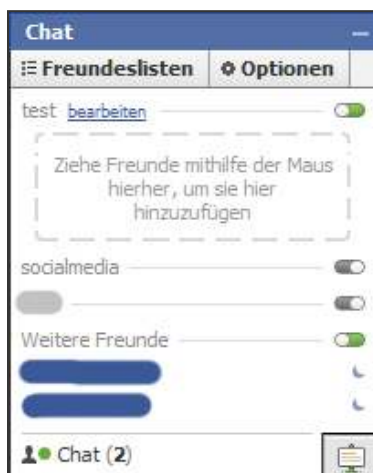 Chat
Freundeslisten Optionen
test bearbeiten
Ziehe Freunde mithilfe der Maus
hierher, um sie hier
hinzuzufügen
socialmedia
Weitere Freunde
Chat (2)